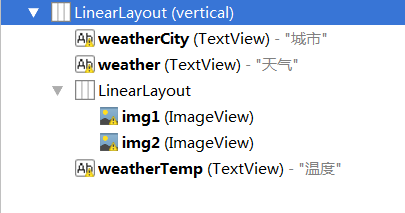 LinearLayout (vertical)
weatherCity (TextView) - "城市"
weather (TextView) - "天气"
LinearLayout
img1 (ImageView)
img2 (ImageView)
weatherTemp (TextView) - "温度"